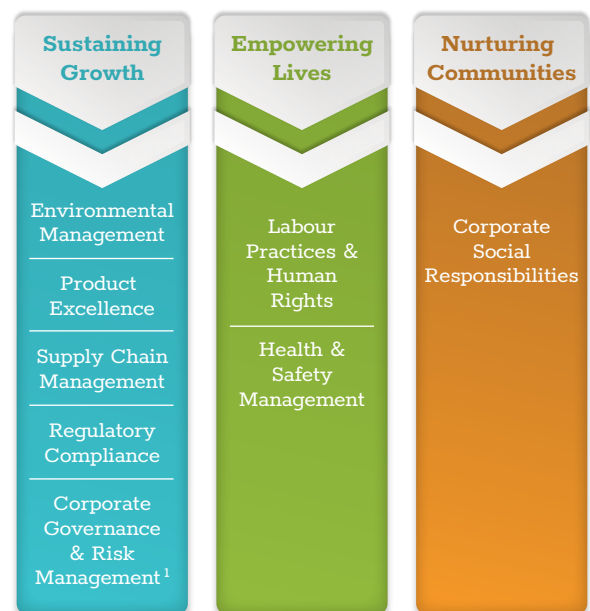 Sustaining
Growth
Environmental
Management
Product
Excellence
Supply Chain
Management
Regulatory
Compliance
Corporate
Governance
& Risk
Management 1
Empowering
Lives
Labour
Practices &
Human
Rights
Health &
Safety
Management
Nurturing
Communities
Corporate
Social
Responsibilities